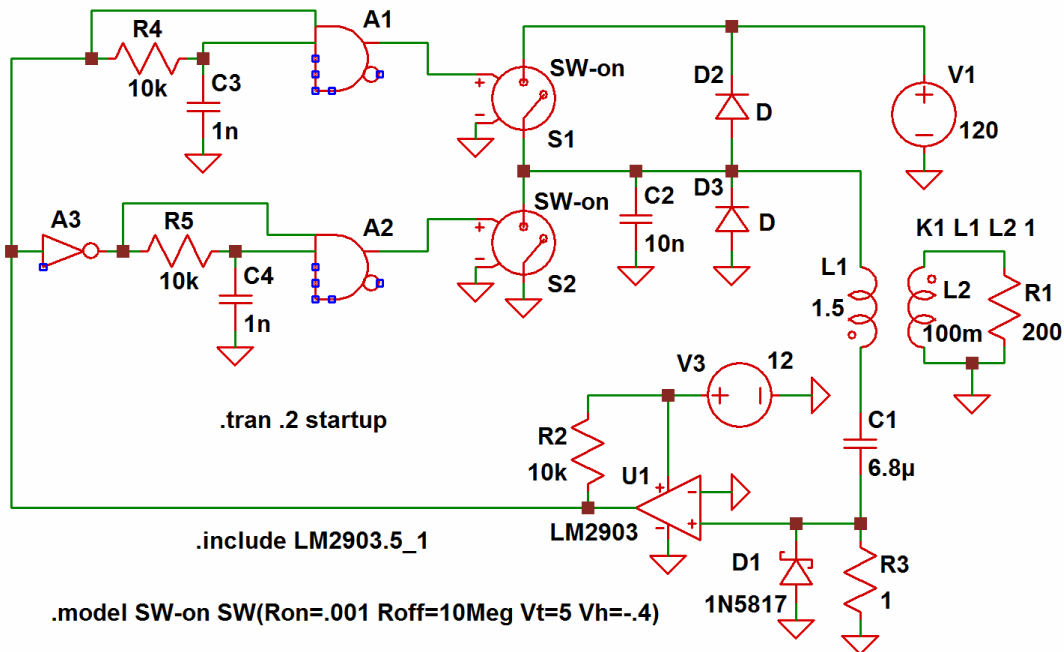 R4
10k
C3
1n
A1
SW-on
+
-
S1
D2
D
V1
+
-
120
A3
R5
10k
C4
1n
A2
SW-on
+
-
S2
C2
10n
D3
D
K1 L1 L2 1
L1
1.5
L2
100m
R1
200
.tran .2 startup
V3
12
+
-
R2
10k
U1
+
-
-
+
LM2903
C1
6.8µ
.include LM2903.5_1
D1
1N5817
R3
1
.model SW-on SW(Ron=.001 Roff=10Meg Vt=5 Vh=-.4)